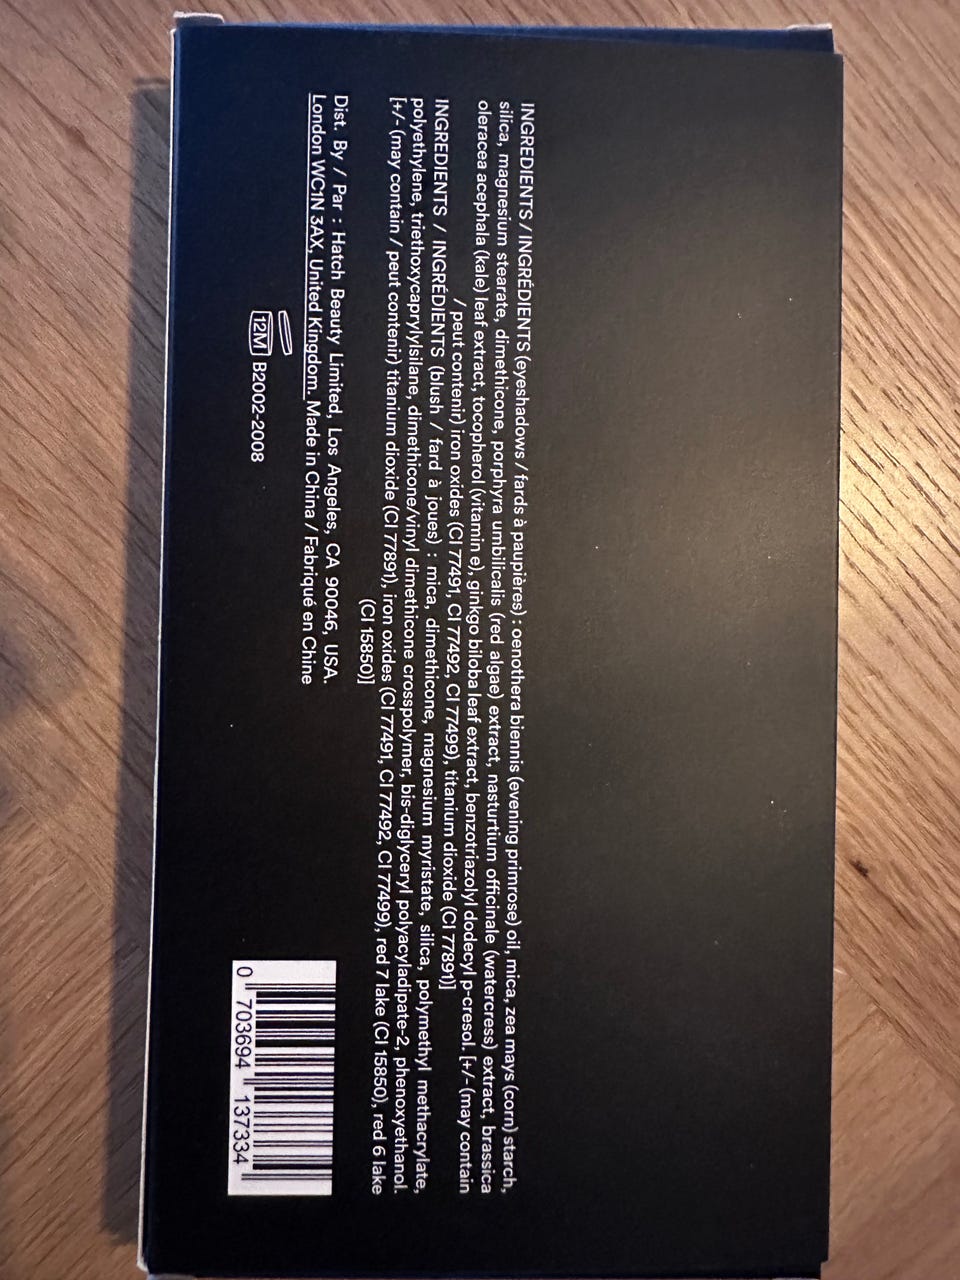 INGREDIENTS / INGRÉDIENTS (eyeshadows / fards à paupières) : oenothera biennis (evening primrose) oil, mica, zea mays (corn) starch,
silica, magnesium stearate, dimethicone, porphyra umbilicalis (red algae) extract, nasturtium officinale (watercress) extract, brassica
oleracea acephala (kale) leaf extract, tocopherol (vitamin e), ginkgo biloba leaf extract, benzotriazolyl dodecyl p-cresol. [+/- (may contain
/ peut contenir) iron oxides (CI 77491, CI 77492, CI 77499), titanium dioxide (CI 77891)]
INGREDIENTS / INGRÉDIENTS (blush / fard à joues) : mica, dimethicone, magnesium myristate, silica, polymethyl methacrylate,
polyethylene, triethoxycaprylylsilane, dimethicone/vinyl dimethicone crosspolymer, bis-diglyceryl polyacyladipate-2, phenoxyethanol.
[+/- (may contain / peut contenir) titanium dioxide (CI 77891), iron oxides (CI 77491, CI 77492, CI 77499), red 7 lake (CI 15850), red 6 lake
(CI 15850)]
Dist. By / Par : Hatch Beauty Limited, Los Angeles, CA 90046, USA.
London WC1N 3AX, United Kingdom. Made in China / Fabriqué en Chine
12M B2002-2008
0 703694 137334